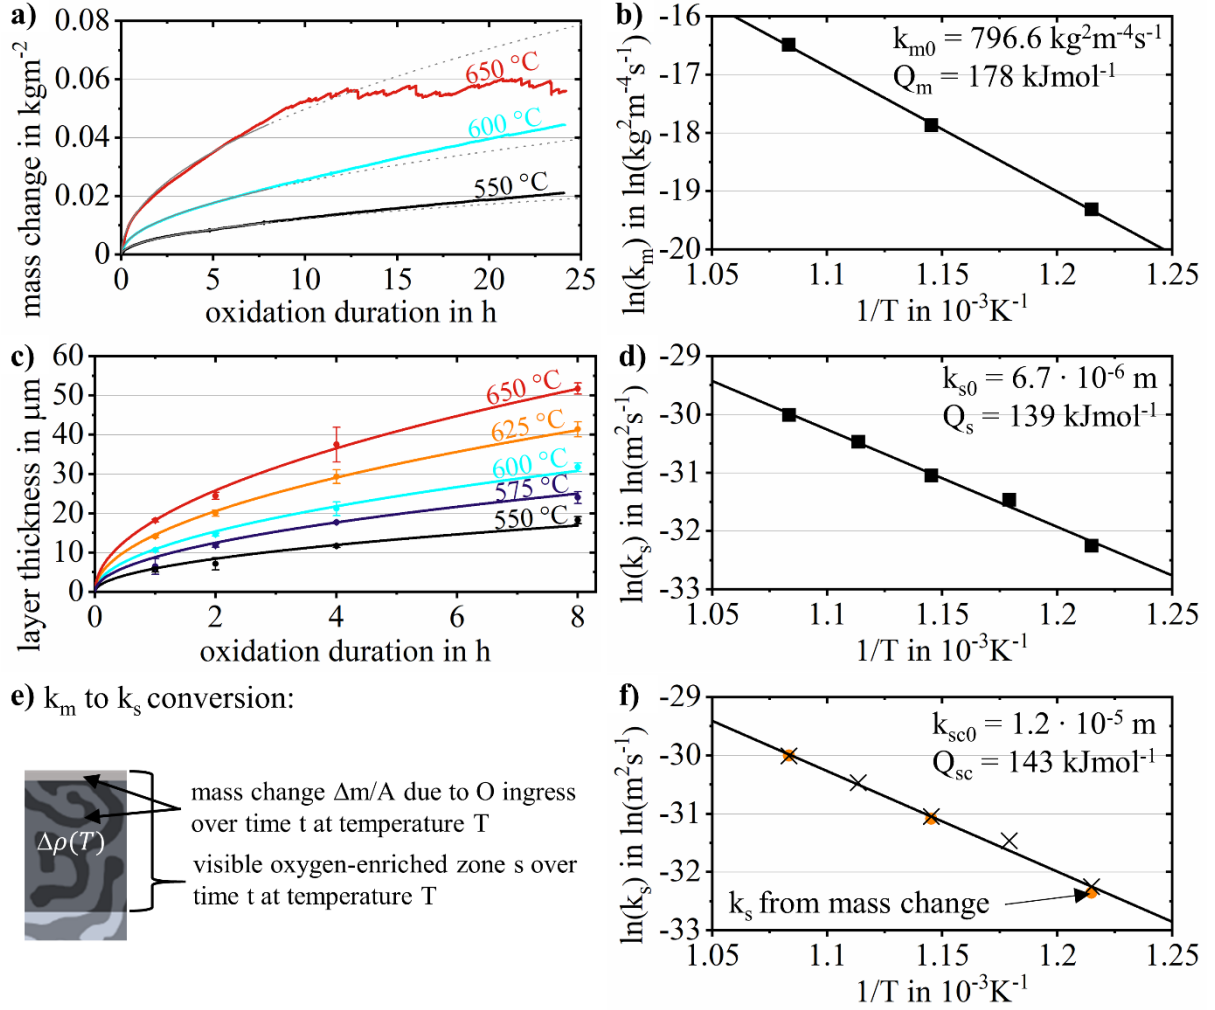 a)
mass change in kgm⁻²
0.08
0.06
0.04
0.02
0
650 °C
600 °C
550 °C
0
5
10
15
20
25
oxidation duration in h
b)
ln(kₘ) in ln(kg²m⁻⁴s⁻¹)
-16
-17
-18
-19
-20
kₘ₀ = 796.6 kg²m⁻⁴s⁻¹
Qₘ = 178 kJmol⁻¹
1.05
1.1
1.15
1.2
1.25
1/T in 10⁻³K⁻¹
c)
layer thickness in µm
60
50
40
30
20
10
0
650 °C
625 °C
600 °C
575 °C
550 °C
0
2
4
6
8
oxidation duration in h
d)
ln(kₛ) in ln(m²s⁻¹)
-29
-30
-31
-32
-33
kₛ₀ = 6.7 · 10⁻⁶ m
Qₛ = 139 kJmol⁻¹
1.05
1.1
1.15
1.2
1.25
1/T in 10⁻³K⁻¹
e) kₘ to kₛ conversion:
Δρ(T)
mass change Δm/A due to O ingress
over time t at temperature T
visible oxygen-enriched zone s over
time t at temperature T
f)
ln(kₛ) in ln(m²s⁻¹)
-29
-30
-31
-32
-33
k_sc0 = 1.2 · 10⁻⁵ m
Q_sc = 143 kJmol⁻¹
kₛ from mass change
1.05
1.1
1.15
1.2
1.25
1/T in 10⁻³K⁻¹